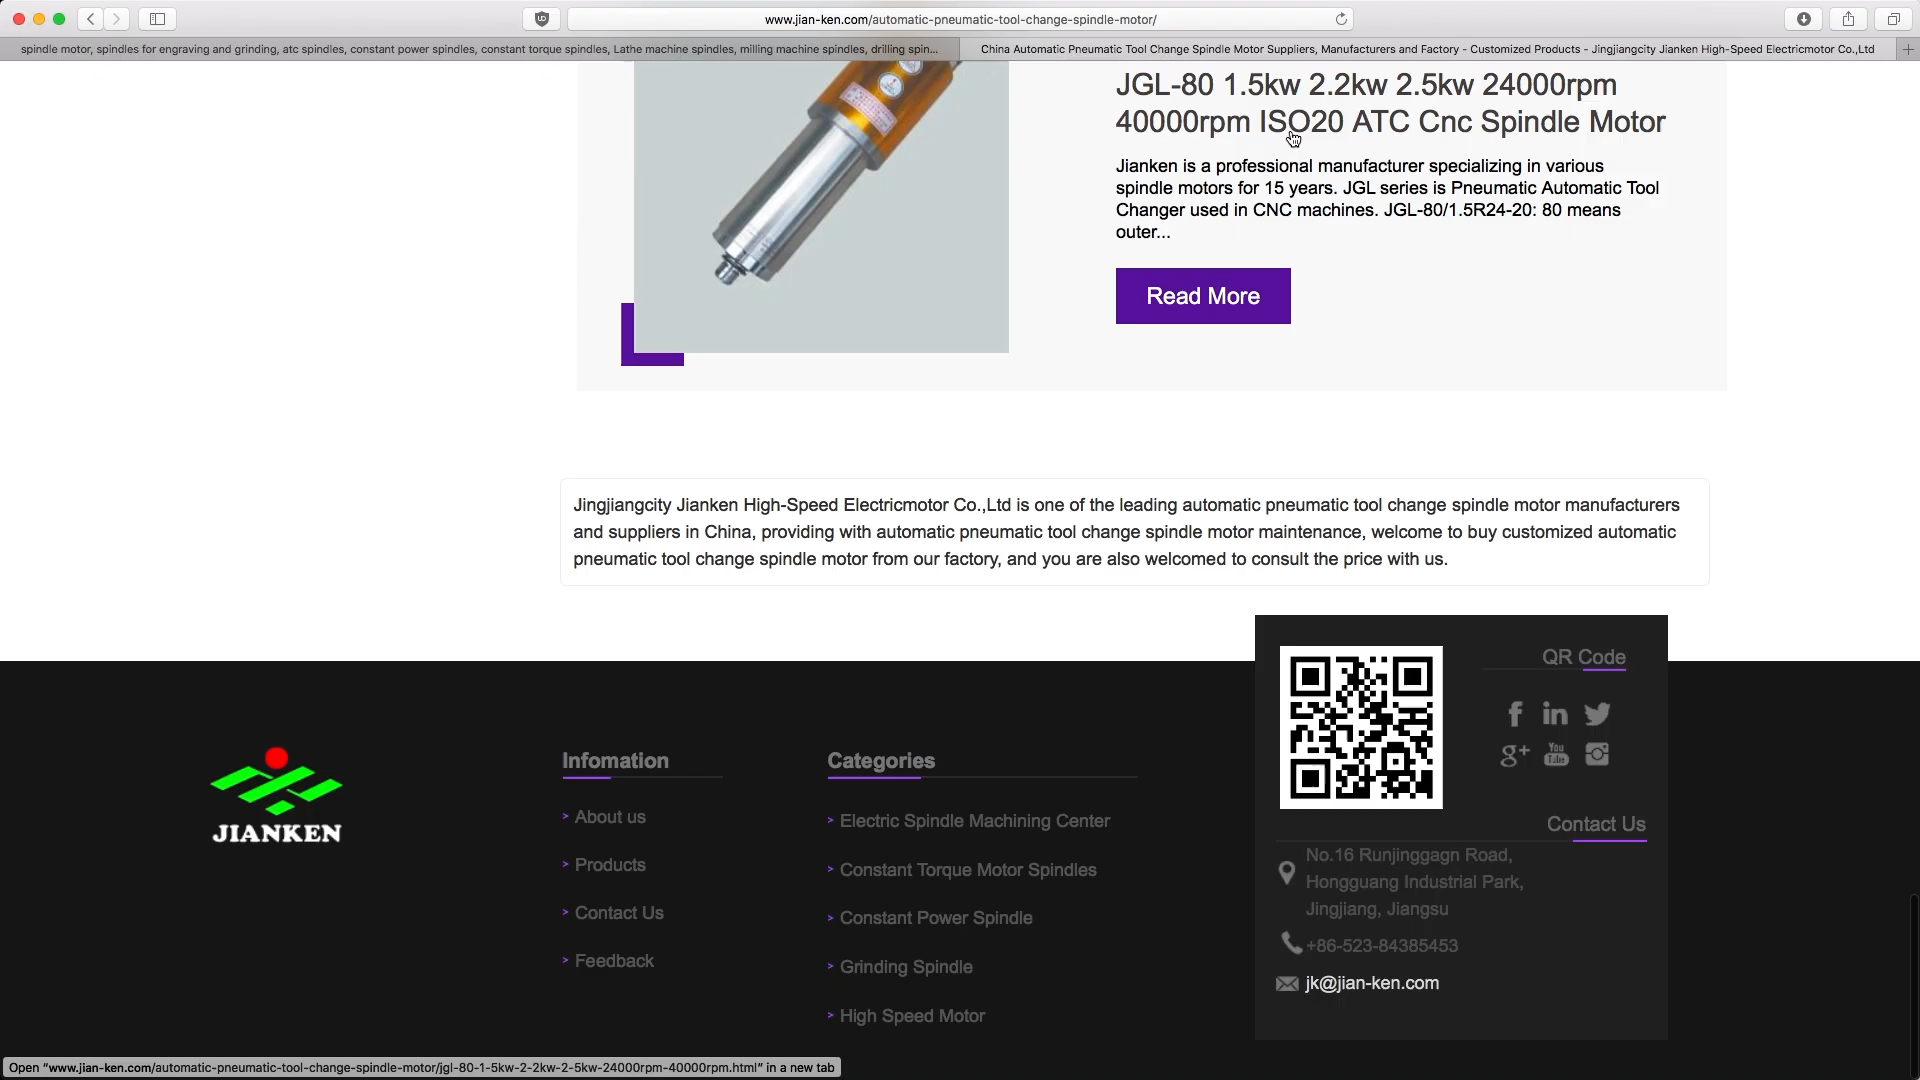 www.jian-ken.com/automatic-pneumatic-tool-change-spindle-motor/
spindle motor, spindles for engraving and grinding, atc spindles, constant power spindles, constant torque spindles, Lathe machine spindles, milling machine spindles, drilling spin...
China Automatic Pneumatic Tool Change Spindle Motor Suppliers, Manufacturers and Factory - Customized Products - Jingjiangcity Jianken High-Speed Electricmotor Co.,Ltd
JGL-80 1.5kw 2.2kw 2.5kw 24000rpm
40000rpm ISO20 ATC Cnc Spindle Motor
Jianken is a professional manufacturer specializing in various
spindle motors for 15 years. JGL series is Pneumatic Automatic Tool
Changer used in CNC machines. JGL-80/1.5R24-20: 80 means
outer...
Read More
Jingjiangcity Jianken High-Speed Electricmotor Co.,Ltd is one of the leading automatic pneumatic tool change spindle motor manufacturers
and suppliers in China, providing with automatic pneumatic tool change spindle motor maintenance, welcome to buy customized automatic
pneumatic tool change spindle motor from our factory, and you are also welcomed to consult the price with us.
JIANKEN
Infomation
> About us
> Products
> Contact Us
> Feedback
Categories
> Electric Spindle Machining Center
> Constant Torque Motor Spindles
> Constant Power Spindle
> Grinding Spindle
> High Speed Motor
QR Code
f in
g+ You Tube
Contact Us
No.16 Runjinggagn Road,
Hongguang Industrial Park,
Jingjiang, Jiangsu
+86-523-84385453
jk@jian-ken.com
Open “www.jian-ken.com/automatic-pneumatic-tool-change-spindle-motor/jgl-80-1-5kw-2-2kw-2-5kw-24000rpm-40000rpm.html” in a new tab